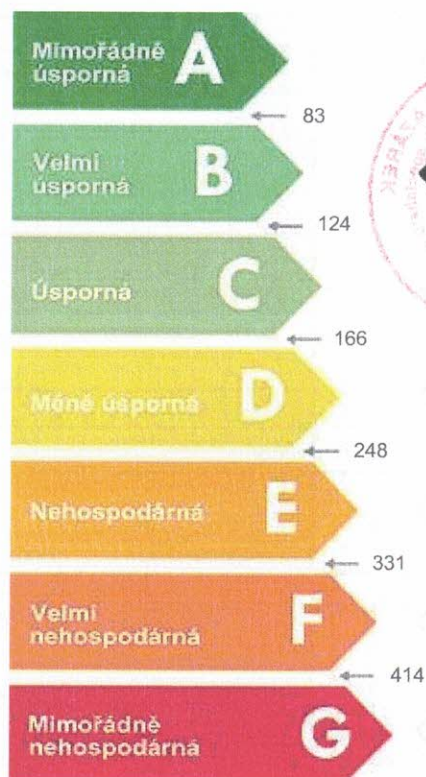 Mimořádně
úsporná
A
83
Velmi
úsporná
B
124
Úsporná
C
166
Méně úsporná
D
248
Nehospodárná
E
331
Velmi
nehospodárná
F
414
Mimořádně
nehospodárná
G